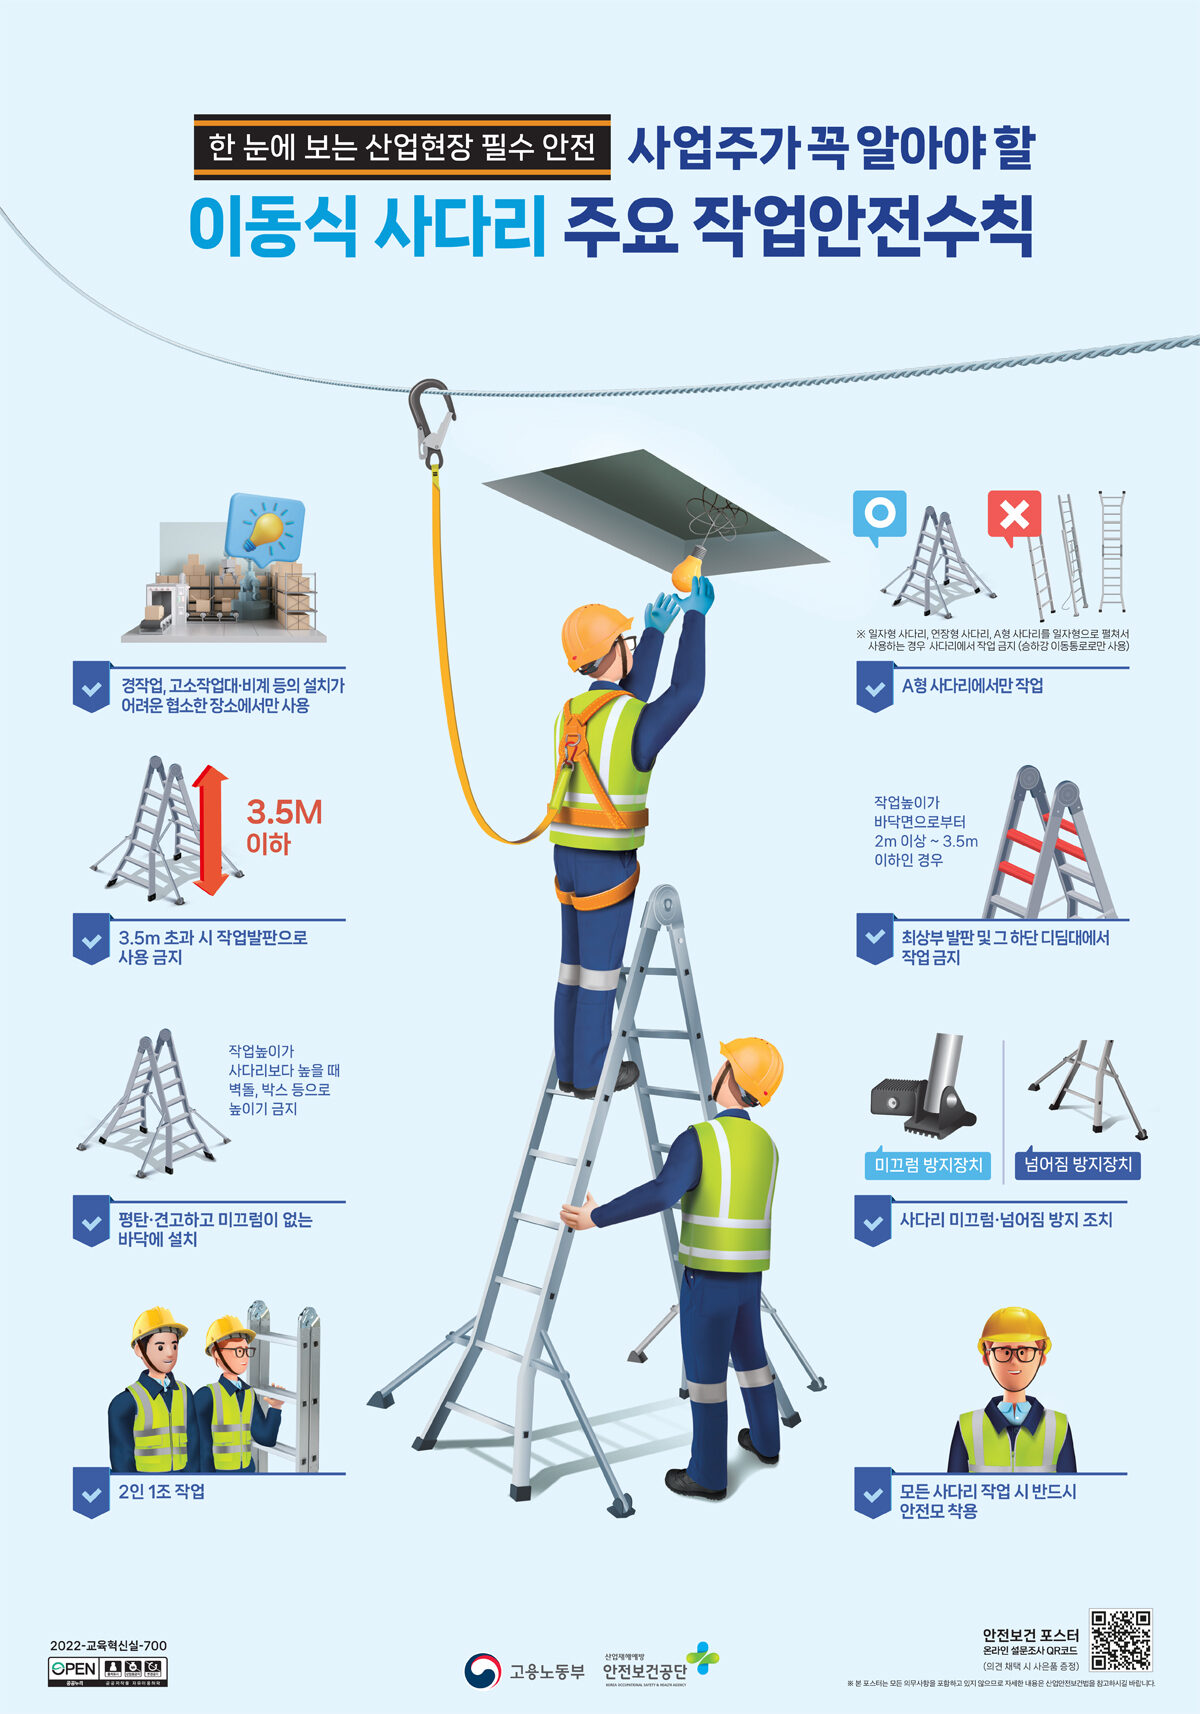 한 눈에 보는 산업현장 필수 안전
사업주가 꼭 알아야 할
이동식 사다리 주요 작업안전수칙
경작업, 고소작업대·비계 등의 설치가
어려운 협소한 장소에서만 사용
※ 일자형 사다리, 연장형 사다리, A형 사다리를 일자형으로 펼쳐서
사용하는 경우 사다리에서 작업 금지 (승하강 이동통로로만 사용)
A형 사다리에서만 작업
3.5M
이하
3.5m 초과 시 작업발판으로
사용 금지
작업높이가
바닥면으로부터
2m 이상 ~ 3.5m
이하인 경우
최상부 발판 및 그 하단 디딤대에서
작업 금지
작업높이가
사다리보다 높을 때
벽돌, 박스 등으로
높이기 금지
평탄·견고하고 미끄럼이 없는
바닥에 설치
미끄럼 방지장치
넘어짐 방지장치
사다리 미끄럼·넘어짐 방지 조치
2인 1조 작업
모든 사다리 작업 시 반드시
안전모 착용
2022-교육혁신실-700
OPEN
공공누리
공공저작물 자유이용허락
고용노동부
산업재해예방
안전보건공단
KOREA OCCUPATIONAL SAFETY & HEALTH AGENCY
안전보건 포스터
온라인 설문조사 QR코드
(의견 채택 시 사은품 증정)
※ 본 포스터는 모든 의무사항을 포함하고 있지 않으므로 자세한 내용은 산업안전보건법을 참고하시길 바랍니다.